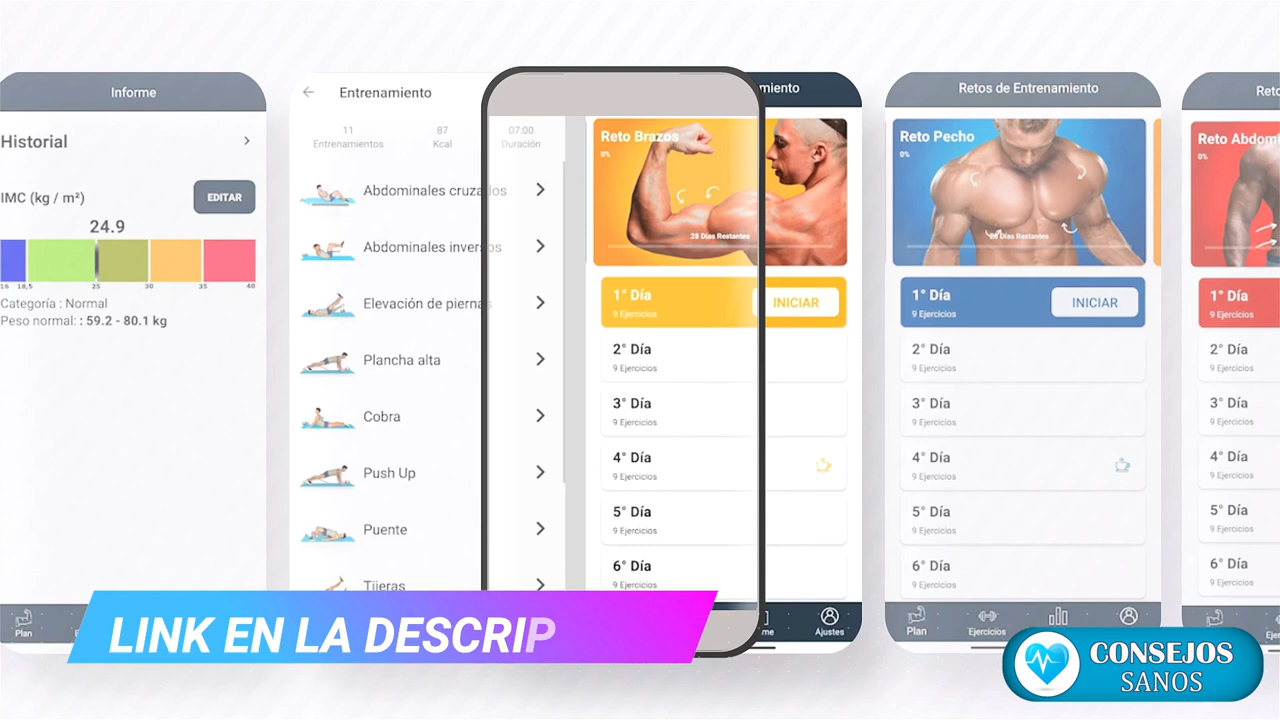 Informe
Historial
IMC (kg / m²)
EDITAR
24.9
16 18,5 25 30 35 40
Categoría : Normal
Peso normal: : 59.2 - 80.1 kg
Plan
Entrenamiento
11
Entrenamientos
87
Kcal
07:00
Duración
Abdominales cruzados
Abdominales inversos
Elevación de piernas
Plancha alta
Cobra
Push Up
Puente
Tijeras
miento
Reto Brazos
0%
28 Días Restantes
1° Día
9 Ejercicios
INICIAR
2° Día
9 Ejercicios
3° Día
9 Ejercicios
4° Día
9 Ejercicios
5° Día
9 Ejercicios
6° Día
9 Ejercicios
me
Ajustes
Retos de Entrenamiento
Reto Pecho
0%
28 Días Restantes
1° Día
9 Ejercicios
INICIAR
2° Día
9 Ejercicios
3° Día
9 Ejercicios
4° Día
9 Ejercicios
5° Día
9 Ejercicios
6° Día
9 Ejercicios
Plan
Ejercicios
Reto
Reto Abdom
0%
1° Día
9 Ejercicios
2° Día
9 Ejercicios
3° Día
9 Ejercicios
4° Día
9 Ejercicios
5° Día
9 Ejercicios
6° Día
9 Ejercicios
LINK EN LA DESCRIP
CONSEJOS
SANOS